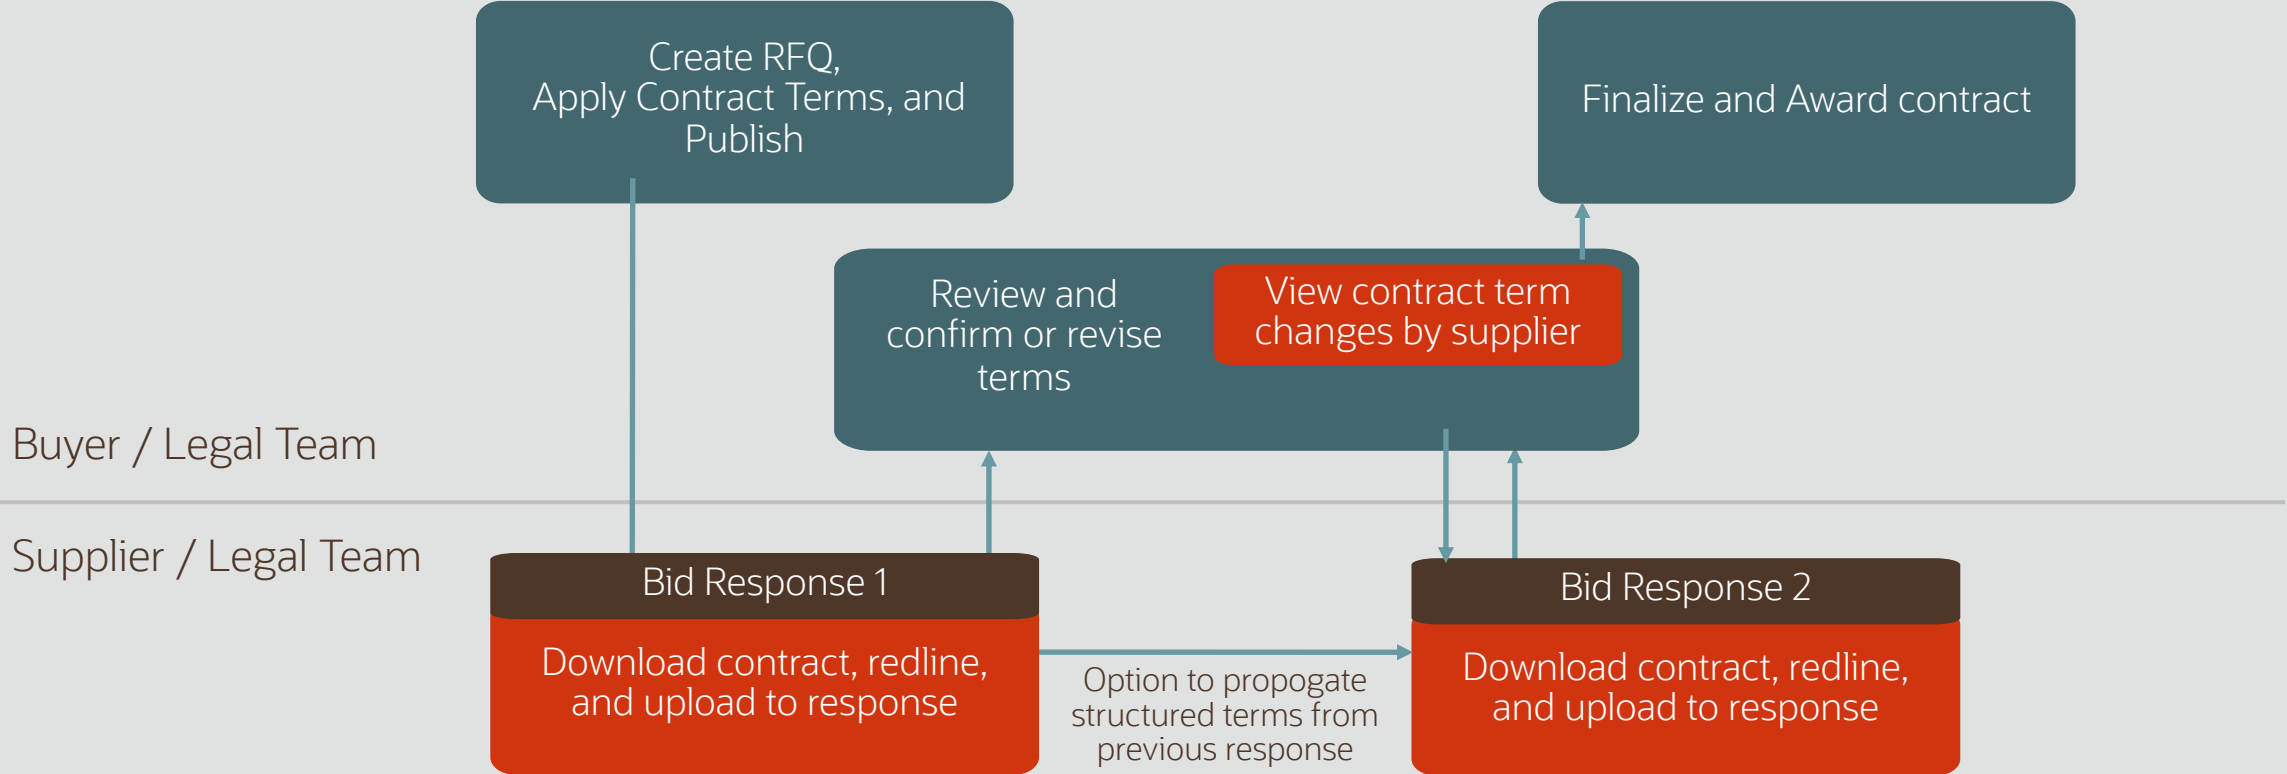 Create RFQ,
Apply Contract Terms, and
Publish
Finalize and Award contract
Review and
confirm or revise
terms
View contract term
changes by supplier
Buyer / Legal Team
Supplier / Legal Team
Bid Response 1
Download contract, redline,
and upload to response
Option to propogate
structured terms from
previous response
Bid Response 2
Download contract, redline,
and upload to response